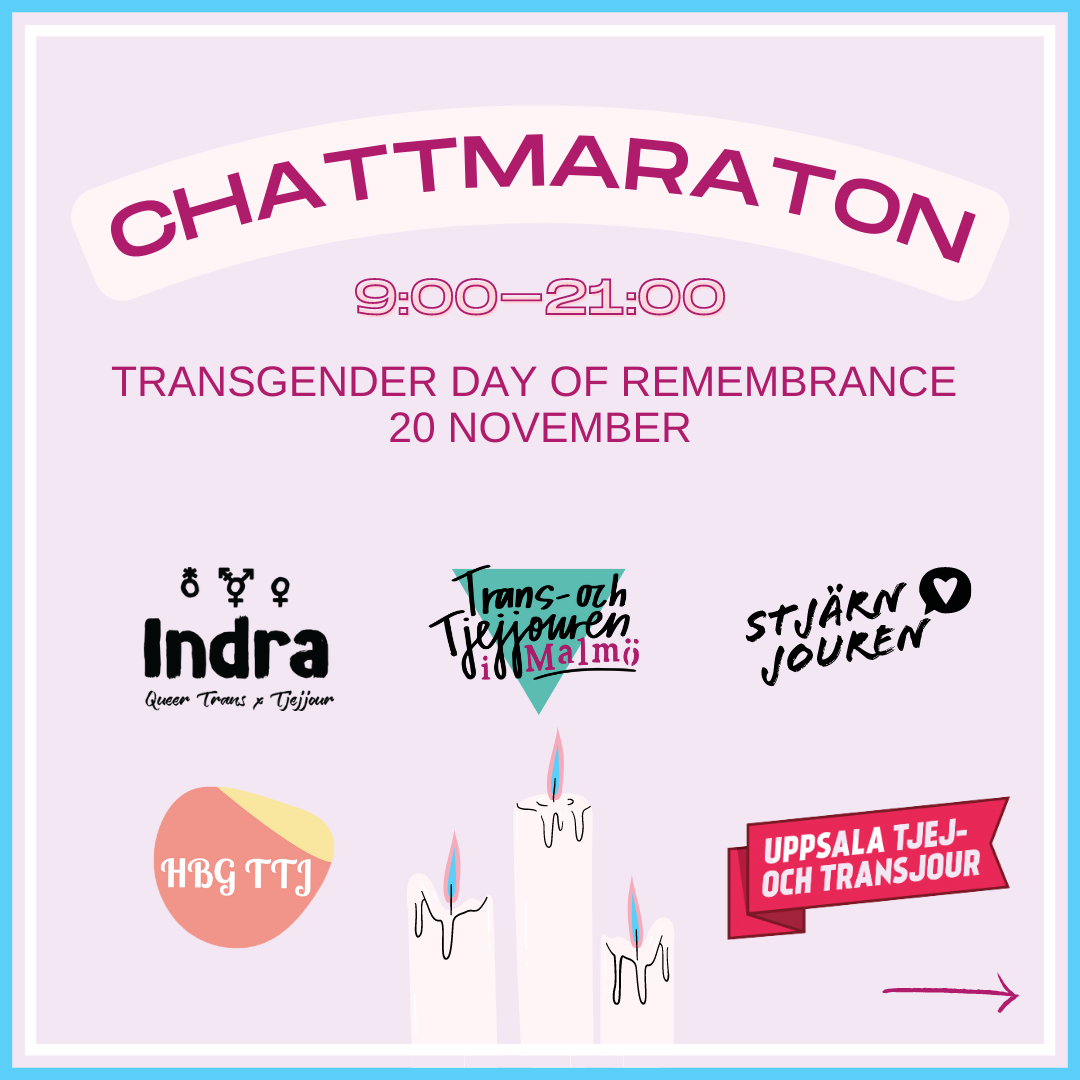 CHATTMARATON
9:00–21:00
TRANSGENDER DAY OF REMEMBRANCE
20 NOVEMBER
Indra
Queer Trans x Tjejjour
Trans- och
Tjejjouren
i Malmö
STJÄRN
JOUREN
HBG TTJ
UPPSALA TJEJ-
OCH TRANSJOUR